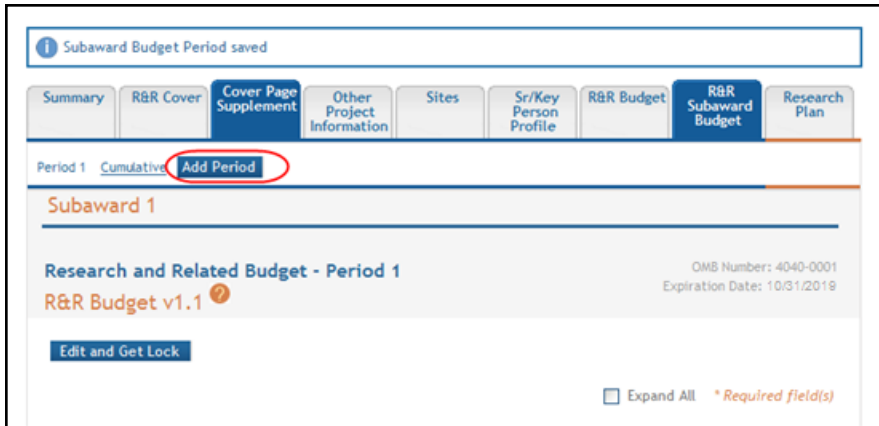 Subaward Budget Period saved
Summary
R&R Cover
Cover Page
Supplement
Other
Project
Information
Sites
Sr/Key
Person
Profile
R&R Budget
R&R
Subaward
Budget
Research
Plan
Period 1 Cumulative Add Period
Subaward 1
Research and Related Budget - Period 1
OMB Number: 4040-0001
R&R Budget v1.1 ?
Expiration Date: 10/31/2019
Edit and Get Lock
Expand All * Required field(s)